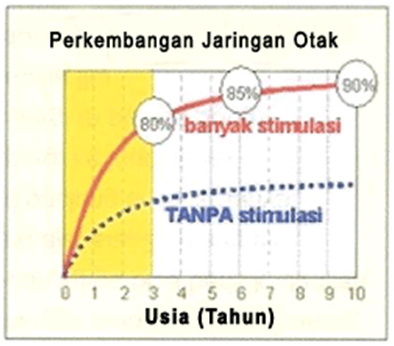 Perkembangan Jaringan Otak
90%
85%
80%
banyak stimulasi
TANPA stimulasi
0 1 2 3 4 5 6 7 8 9 10
Usia (Tahun)